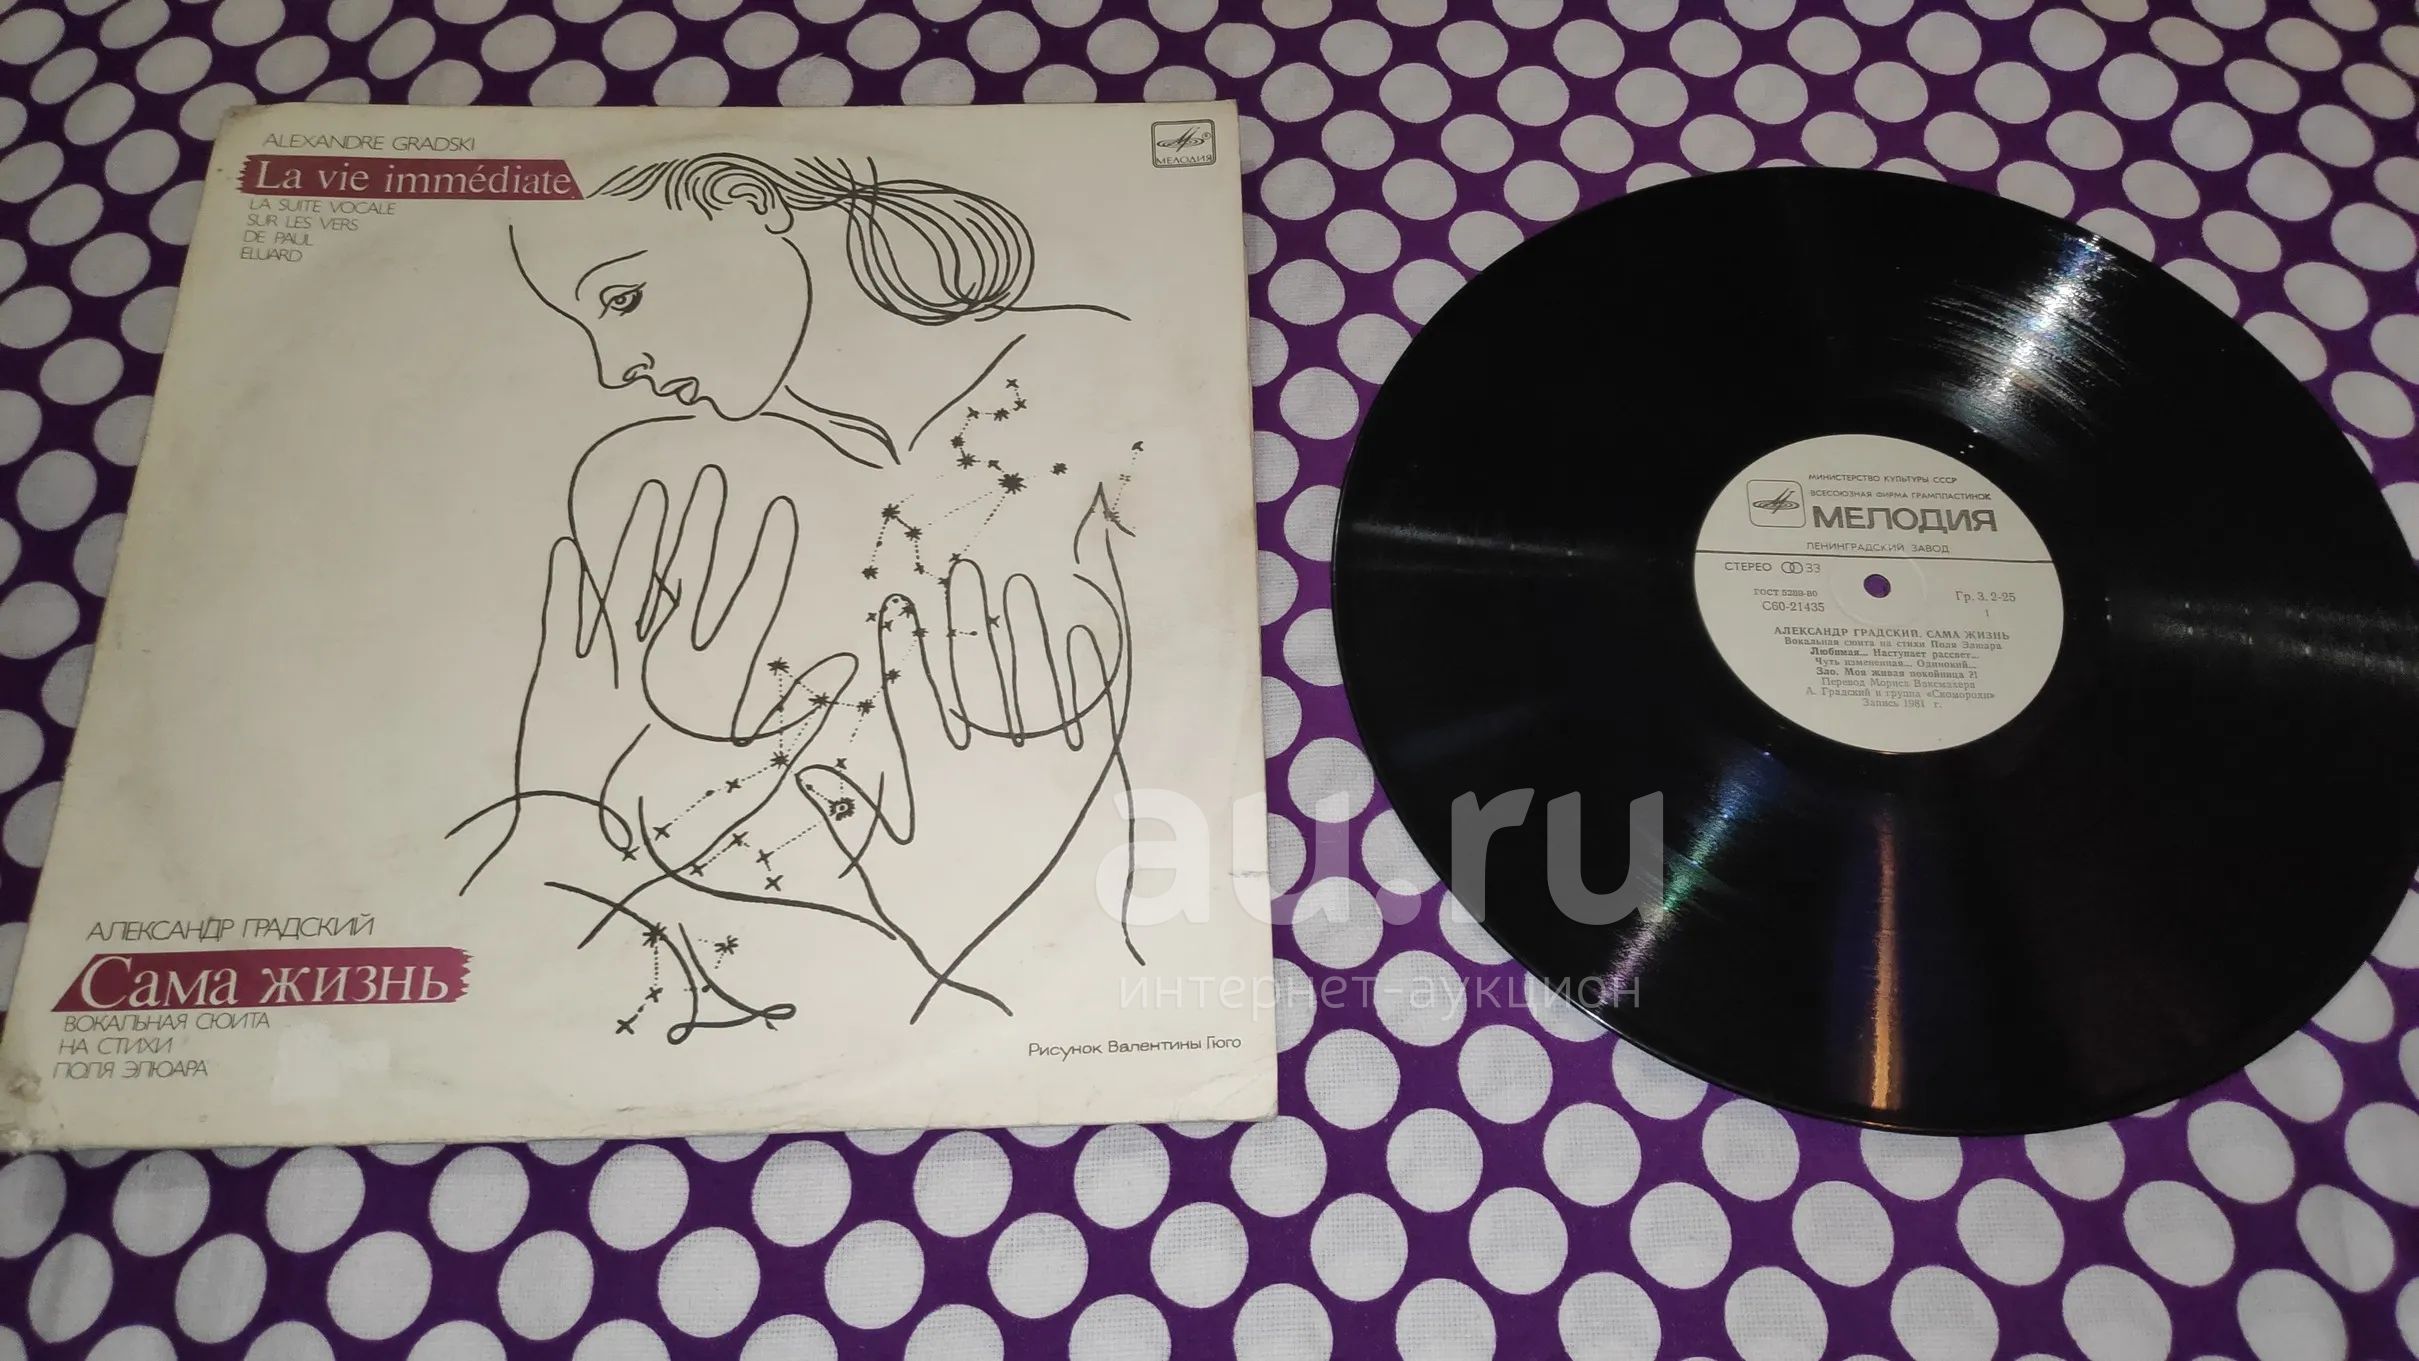 ALEXANDRE GRADSKI
La vie immédiate
LA SUITE VOCALE
SUR LES VERS
DE PAUL
ELUARD
МЕЛОДИЯ
АЛЕКСАНДР ГРАДСКИЙ
Сама жизнь
ВОКАЛЬНАЯ СЮИТА
НА СТИХИ
ПОЛЯ ЭЛЮАРА
Рисунок Валентины Гюго
МИНИСТЕРСТВО КУЛЬТУРЫ СССР
ВСЕСОЮЗНАЯ ФИРМА ГРАМПЛАСТИНОК
МЕЛОДИЯ
ЛЕНИНГРАДСКИЙ ЗАВОД
СТЕРЕО 33
ГОСТ 5289-80
С60-21435
Гр. 3. 2-25
1
АЛЕКСАНДР ГРАДСКИЙ. САМА ЖИЗНЬ
Вокальная сюита на стихи Поля Элюара
Любимая... Наступает рассвет...
Чуть измененная... Одинокий...
Зло. Моя живая покойница ?!
Перевод Мориса Ваксмахера
А. Градский и группа «Скоморохи»
Запись 1981 г.
au.ru
интернет-аукцион